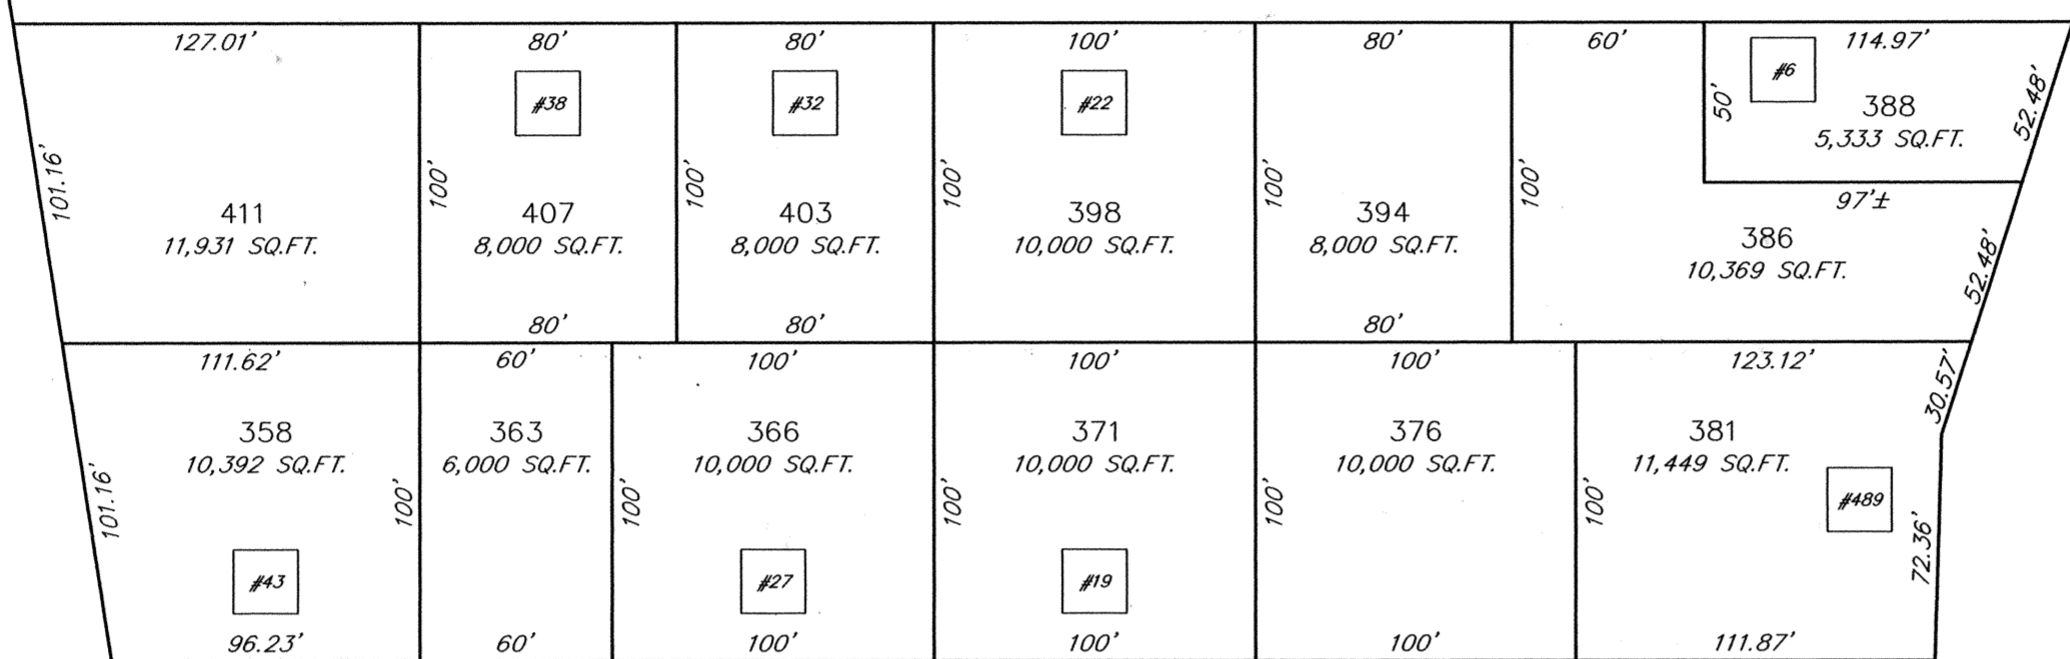 127.01' 80' 80' 100' 80' 60' 114.97'
#38 #32 #22 #6
50' 388 52.48'
5,333 SQ.FT.
101.16' 100' 100' 100' 100' 100'
97'±
411 407 403 398 394 386
11,931 SQ.FT. 8,000 SQ.FT. 8,000 SQ.FT. 10,000 SQ.FT. 8,000 SQ.FT. 10,369 SQ.FT.
52.48'
80' 80' 80'
111.62' 60' 100' 100' 100' 123.12'
30.57'
358 363 366 371 376 381
10,392 SQ.FT. 6,000 SQ.FT. 10,000 SQ.FT. 10,000 SQ.FT. 10,000 SQ.FT. 11,449 SQ.FT.
101.16' 100' 100' 100' 100' 100' #489
72.36'
#43 #27 #19
96.23' 60' 100' 100' 100' 111.87'